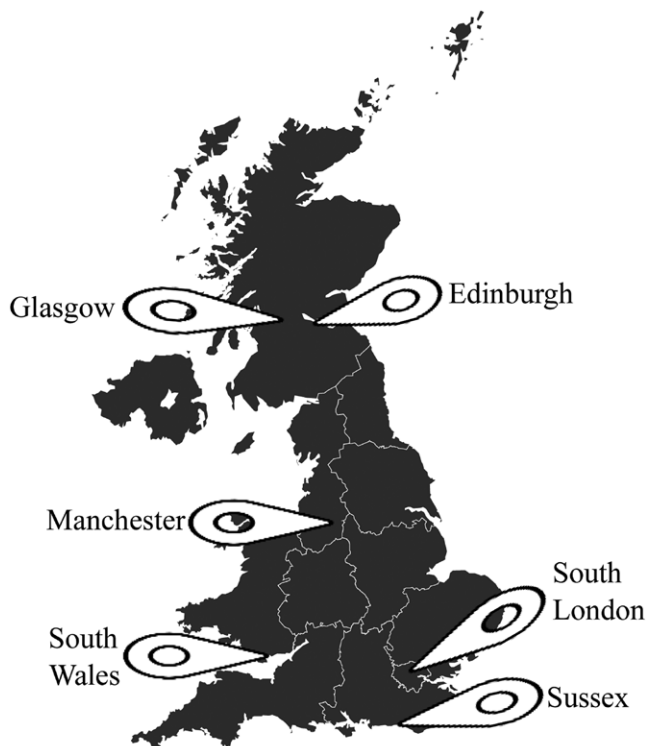 Glasgow
Edinburgh
Manchester
South
London
South
Wales
Sussex